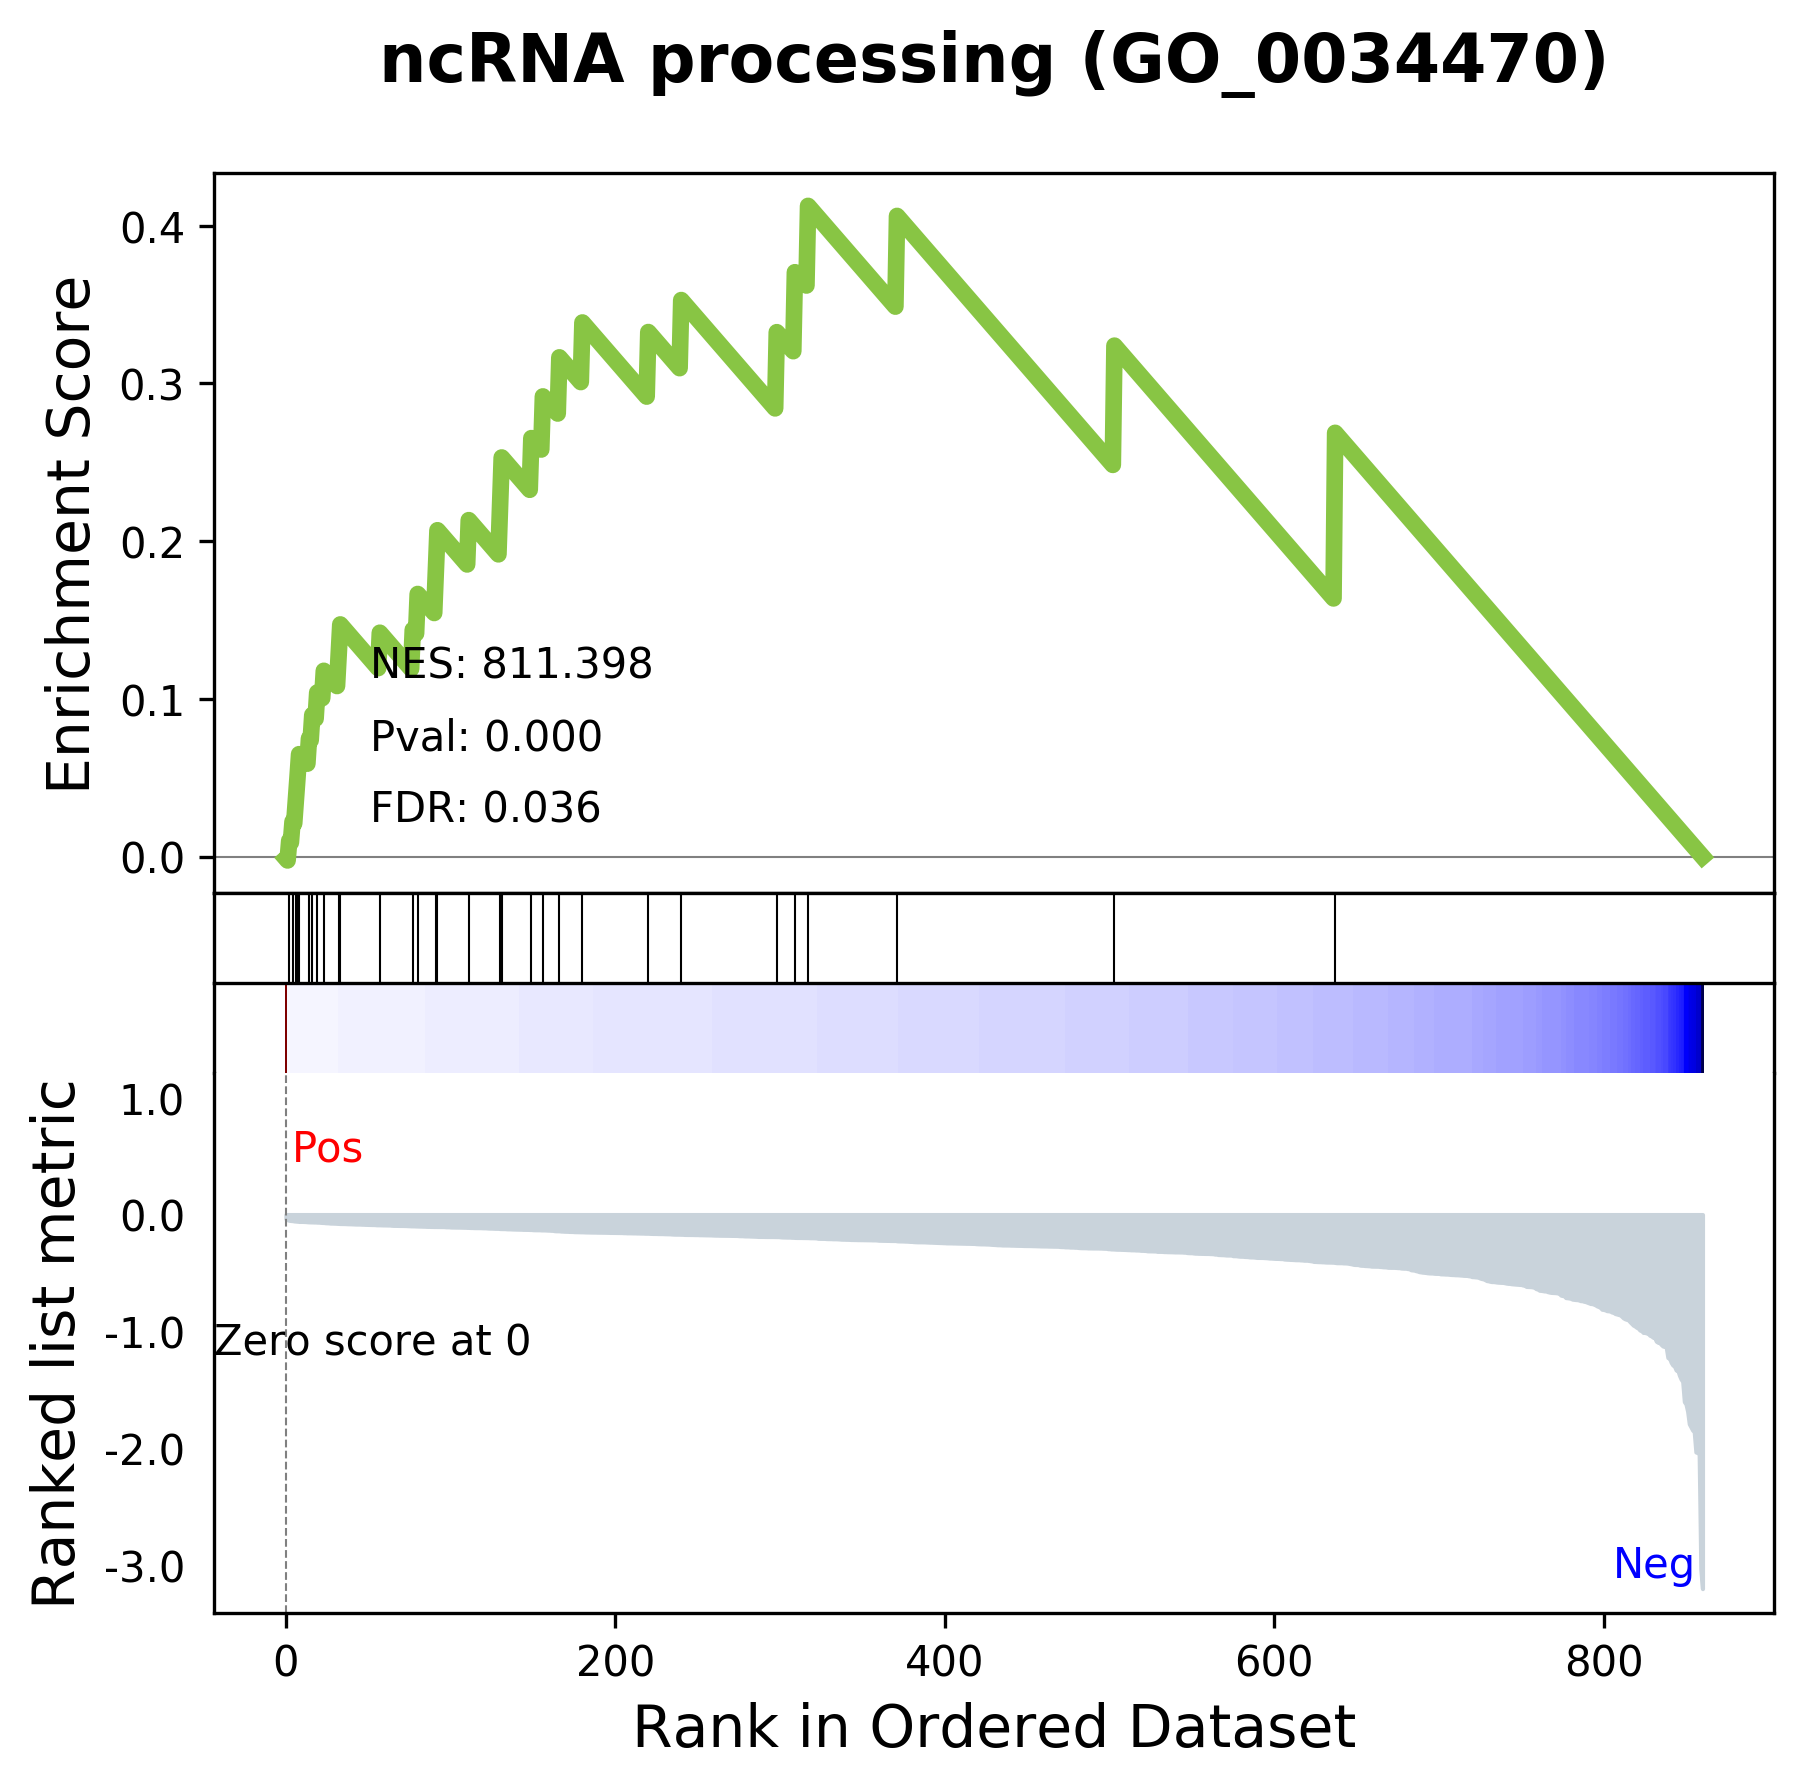 ncRNA processing (GO_0034470)
Enrichment Score
0.4
0.3
0.2
0.1
0.0
NES: 811.398
Pval: 0.000
FDR: 0.036
Ranked list metric
1.0
0.0
-1.0
-2.0
-3.0
Pos
Zero score at 0
Neg
0 200 400 600 800
Rank in Ordered Dataset